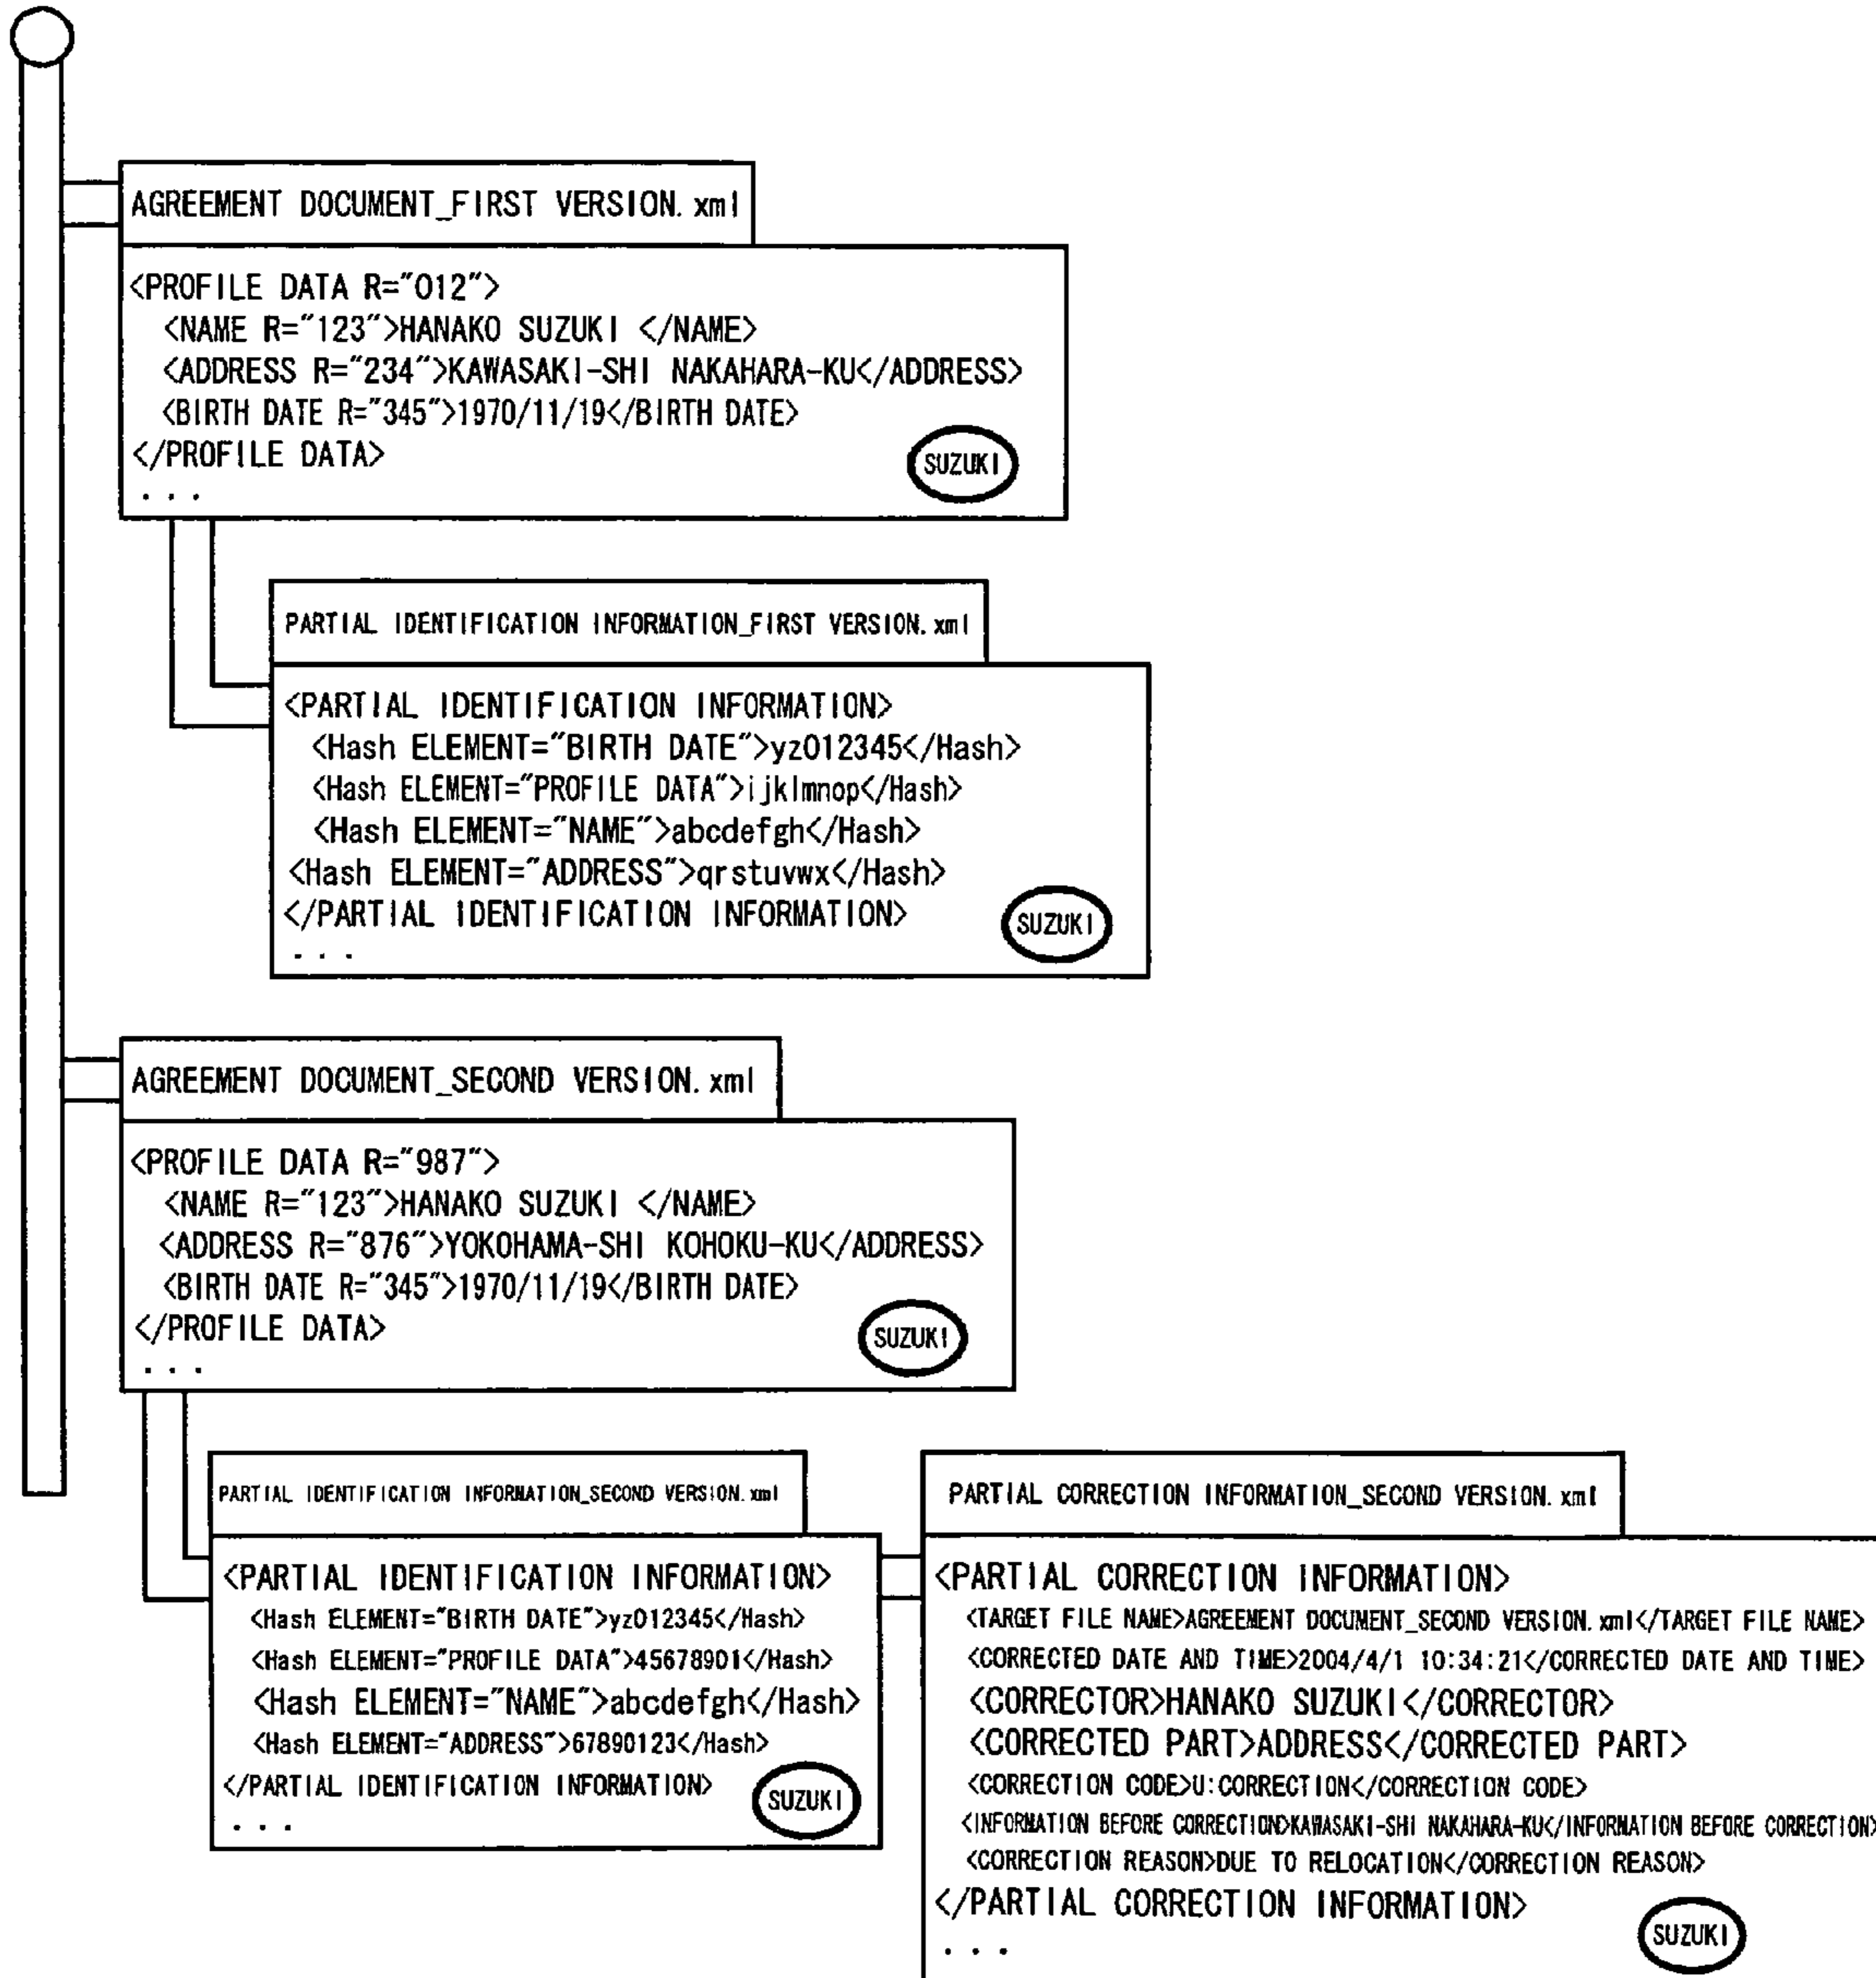 AGREEMENT DOCUMENT_FIRST VERSION.xml
<PROFILE DATA R="012">
<NAME R="123">HANAKO SUZUKI </NAME>
<ADDRESS R="234">KAWASAKI-SHI NAKAHARA-KU</ADDRESS>
<BIRTH DATE R="345">1970/11/19</BIRTH DATE>
</PROFILE DATA>
SUZUKI
...
PARTIAL IDENTIFICATION INFORMATION_FIRST VERSION.xml
<PARTIAL IDENTIFICATION INFORMATION>
<Hash ELEMENT="BIRTH DATE">yz012345</Hash>
<Hash ELEMENT="PROFILE DATA">ijklmnop</Hash>
<Hash ELEMENT="NAME">abcdefgh</Hash>
<Hash ELEMENT="ADDRESS">qrstuvwx</Hash>
</PARTIAL IDENTIFICATION INFORMATION>
SUZUKI
...
AGREEMENT DOCUMENT_SECOND VERSION.xml
<PROFILE DATA R="987">
<NAME R="123">HANAKO SUZUKI </NAME>
<ADDRESS R="876">YOKOHAMA-SHI KOHOKU-KU</ADDRESS>
<BIRTH DATE R="345">1970/11/19</BIRTH DATE>
</PROFILE DATA>
SUZUKI
...
PARTIAL IDENTIFICATION INFORMATION_SECOND VERSION.xml
<PARTIAL IDENTIFICATION INFORMATION>
<Hash ELEMENT="BIRTH DATE">yz012345</Hash>
<Hash ELEMENT="PROFILE DATA">45678901</Hash>
<Hash ELEMENT="NAME">abcdefgh</Hash>
<Hash ELEMENT="ADDRESS">67890123</Hash>
</PARTIAL IDENTIFICATION INFORMATION>
SUZUKI
...
PARTIAL CORRECTION INFORMATION_SECOND VERSION.xml
<PARTIAL CORRECTION INFORMATION>
<TARGET FILE NAME>AGREEMENT DOCUMENT_SECOND VERSION.xml</TARGET FILE NAME>
<CORRECTED DATE AND TIME>2004/4/1 10:34:21</CORRECTED DATE AND TIME>
<CORRECTOR>HANAKO SUZUKI</CORRECTOR>
<CORRECTED PART>ADDRESS</CORRECTED PART>
<CORRECTION CODE>U:CORRECTION</CORRECTION CODE>
<INFORMATION BEFORE CORRECTION>KAWASAKI-SHI NAKAHARA-KU</INFORMATION BEFORE CORRECTION>
<CORRECTION REASON>DUE TO RELOCATION</CORRECTION REASON>
</PARTIAL CORRECTION INFORMATION>
SUZUKI
...